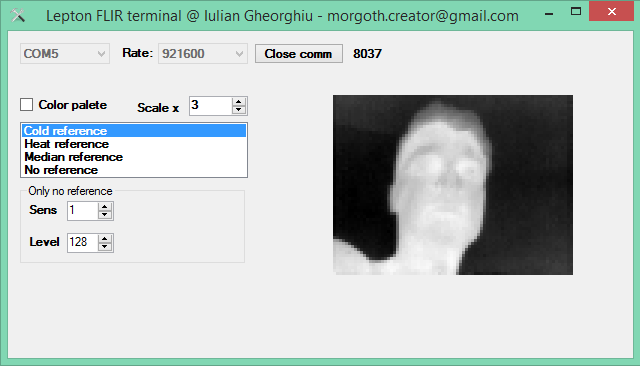 Lepton FLIR terminal @ Iulian Gheorghiu - morgoth.creator@gmail.com
COM5 Rate: 921600 Close comm 8037
Color palete Scale x 3
Cold reference
Heat reference
Median reference
No reference
Only no reference
Sens 1
Level 128